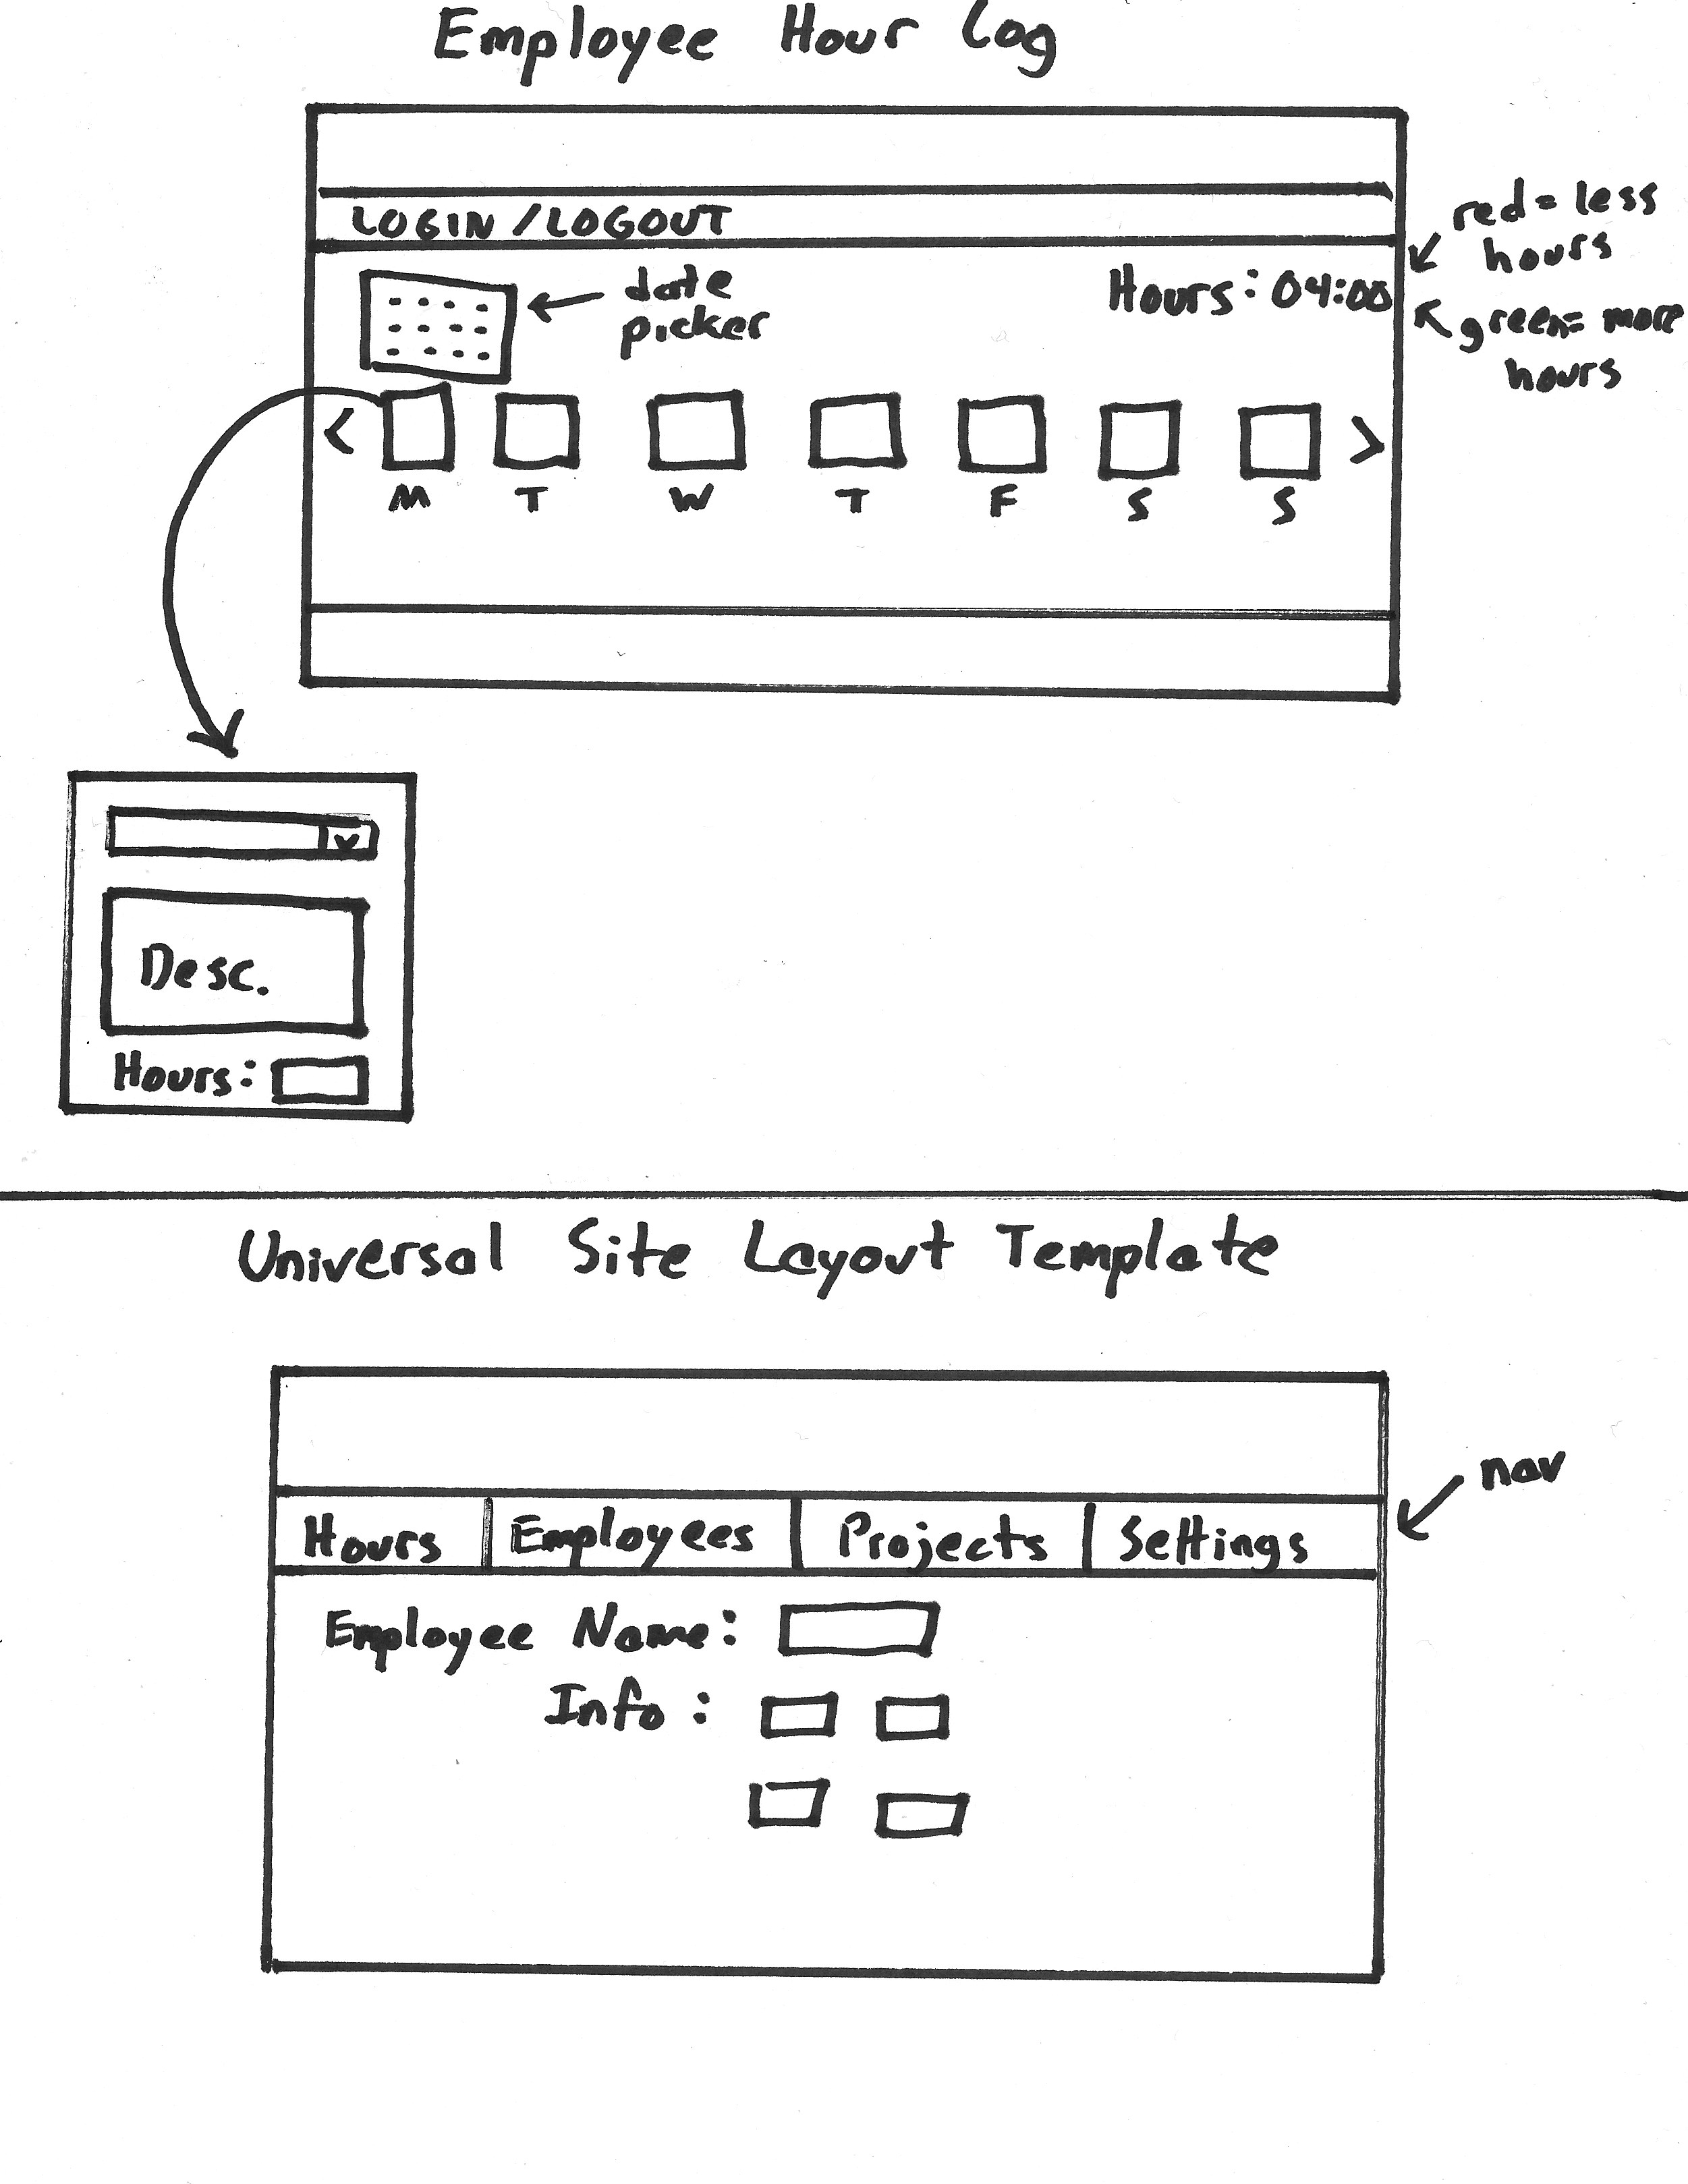 Employee Hour Log
LOGIN / LOGOUT
red = less
hours
date
picker
Hours: 04:00
green = more
hours
< M T W T F S S >
Desc.
Hours:
Universal Site Layout Template
nav
Hours Employees Projects Settings
Employee Name:
Info: